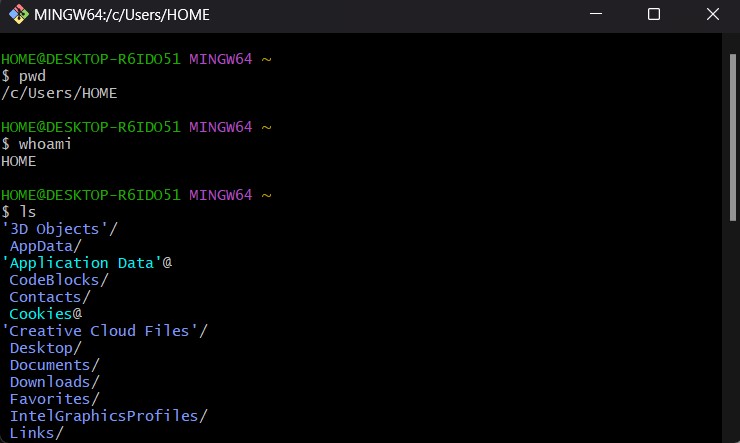 MINGW64:/c/Users/HOME
HOME@DESKTOP-R6IDO51 MINGW64 ~
$ pwd
/c/Users/HOME
HOME@DESKTOP-R6IDO51 MINGW64 ~
$ whoami
HOME
HOME@DESKTOP-R6IDO51 MINGW64 ~
$ ls
'3D Objects'/
AppData/
'Application Data'@
CodeBlocks/
Contacts/
Cookies@
'Creative Cloud Files'/
Desktop/
Documents/
Downloads/
Favorites/
IntelGraphicsProfiles/
Links/